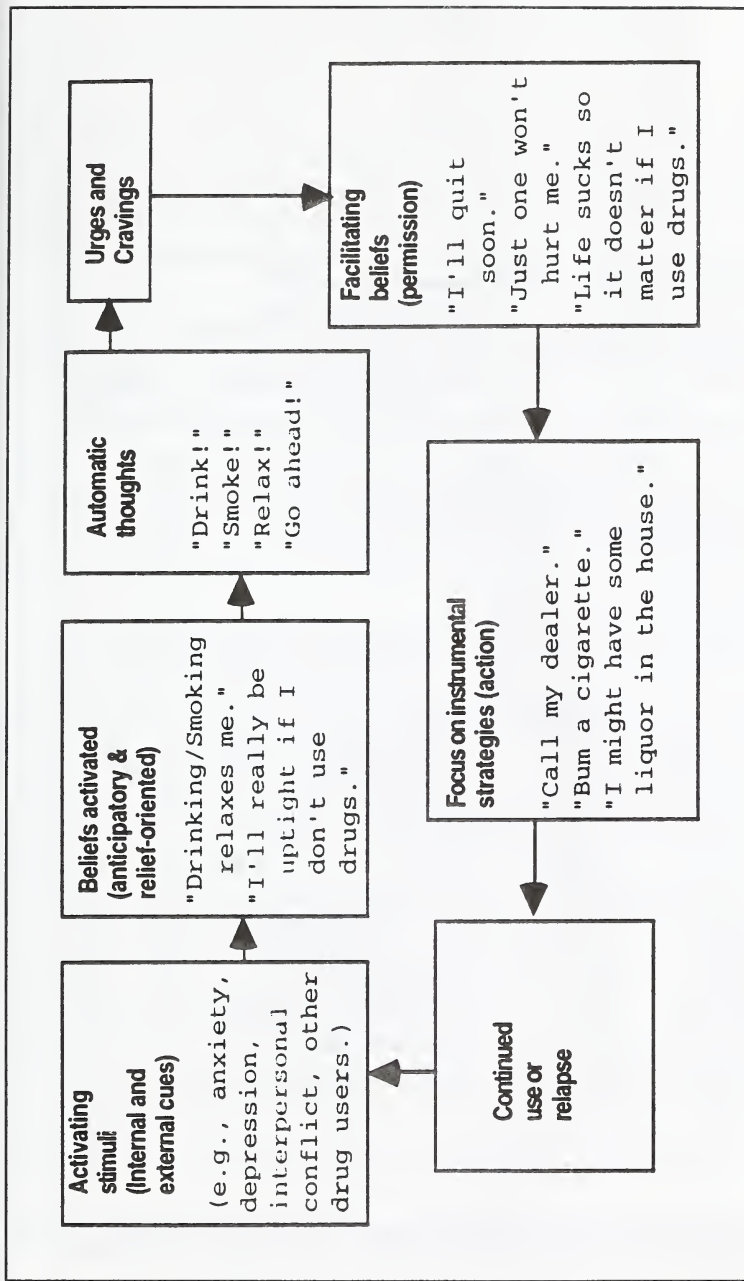 Activating
stimuli
(Internal and
external cues)
(e.g., anxiety,
depression,
interpersonal
conflict, other
drug users.)
Beliefs activated
(anticipatory &
relief-oriented)
"Drinking/Smoking
relaxes me."
"I'll really be
uptight if I
don't use
drugs."
Automatic
thoughts
"Drink!"
"Smoke!"
"Relax!"
"Go ahead!"
Urges and
Cravings
Facilitating
beliefs
(permission)
"I'll quit
soon."
"Just one won't
hurt me."
"Life sucks so
it doesn't
matter if I
use drugs."
Focus on instrumental
strategies (action)
"Call my dealer."
"Bum a cigarette."
"I might have some
liquor in the house."
Continued
use or
relapse